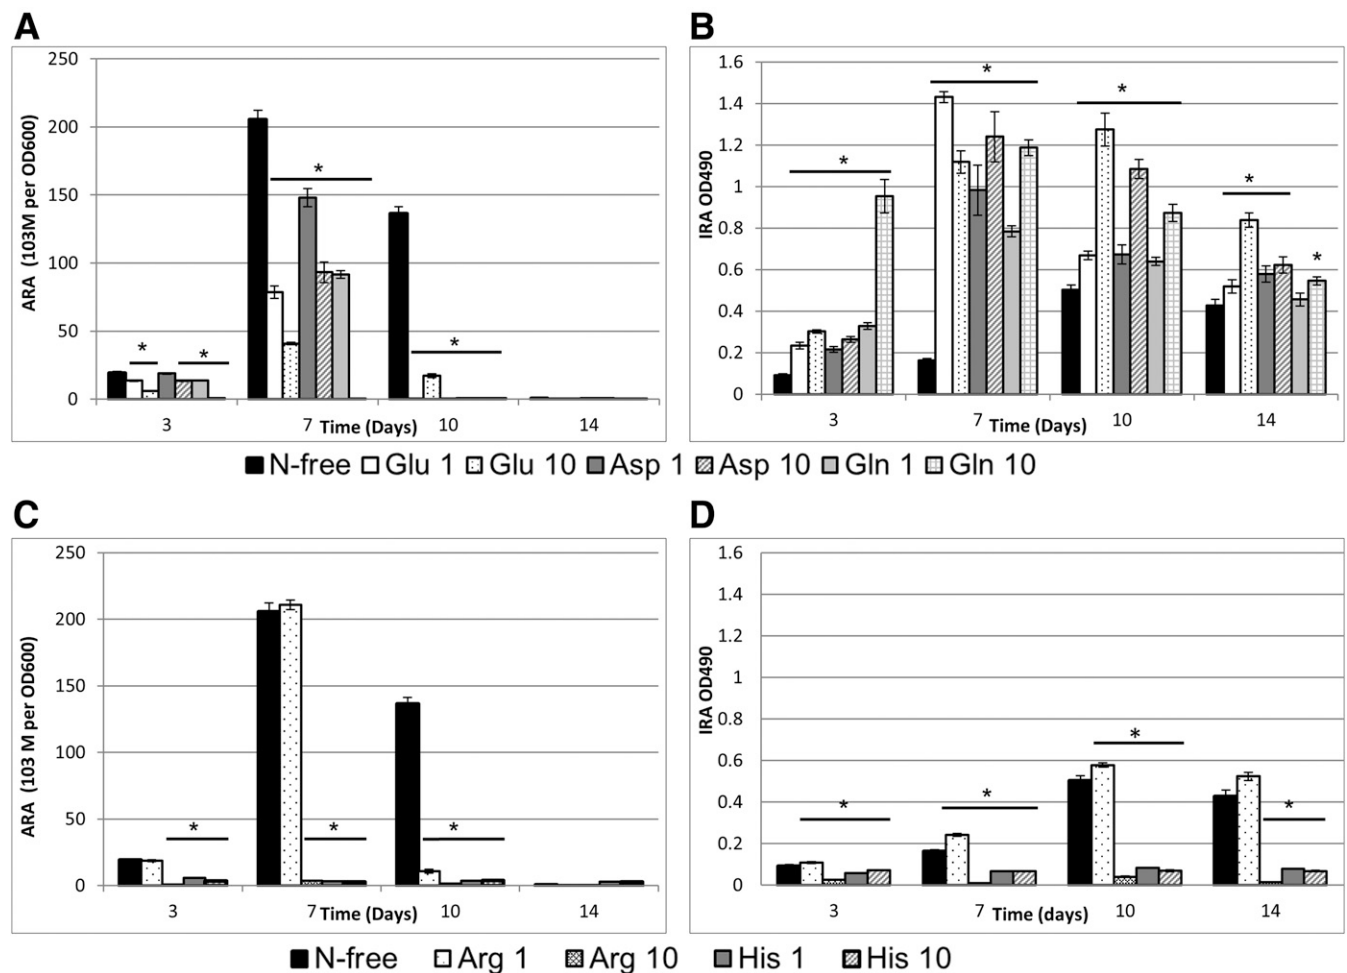 A
250
200
150
100
50
0
ARA (103M per OD600)
*
*
*
*
3 7 10 14
Time (Days)
B
1.6
1.4
1.2
1
0.8
0.6
0.4
0.2
0
IRA OD490
*
*
*
*
*
3 7 10 14
Time (Days)
N-free Glu 1 Glu 10 Asp 1 Asp 10 Gln 1 Gln 10
C
250
200
150
100
50
0
ARA (103 M per OD600)
*
*
*
3 7 10 14
Time (Days)
D
1.6
1.4
1.2
1
0.8
0.6
0.4
0.2
0
IRA OD490
*
*
*
*
3 7 10 14
Time (days)
N-free Arg 1 Arg 10 His 1 His 10